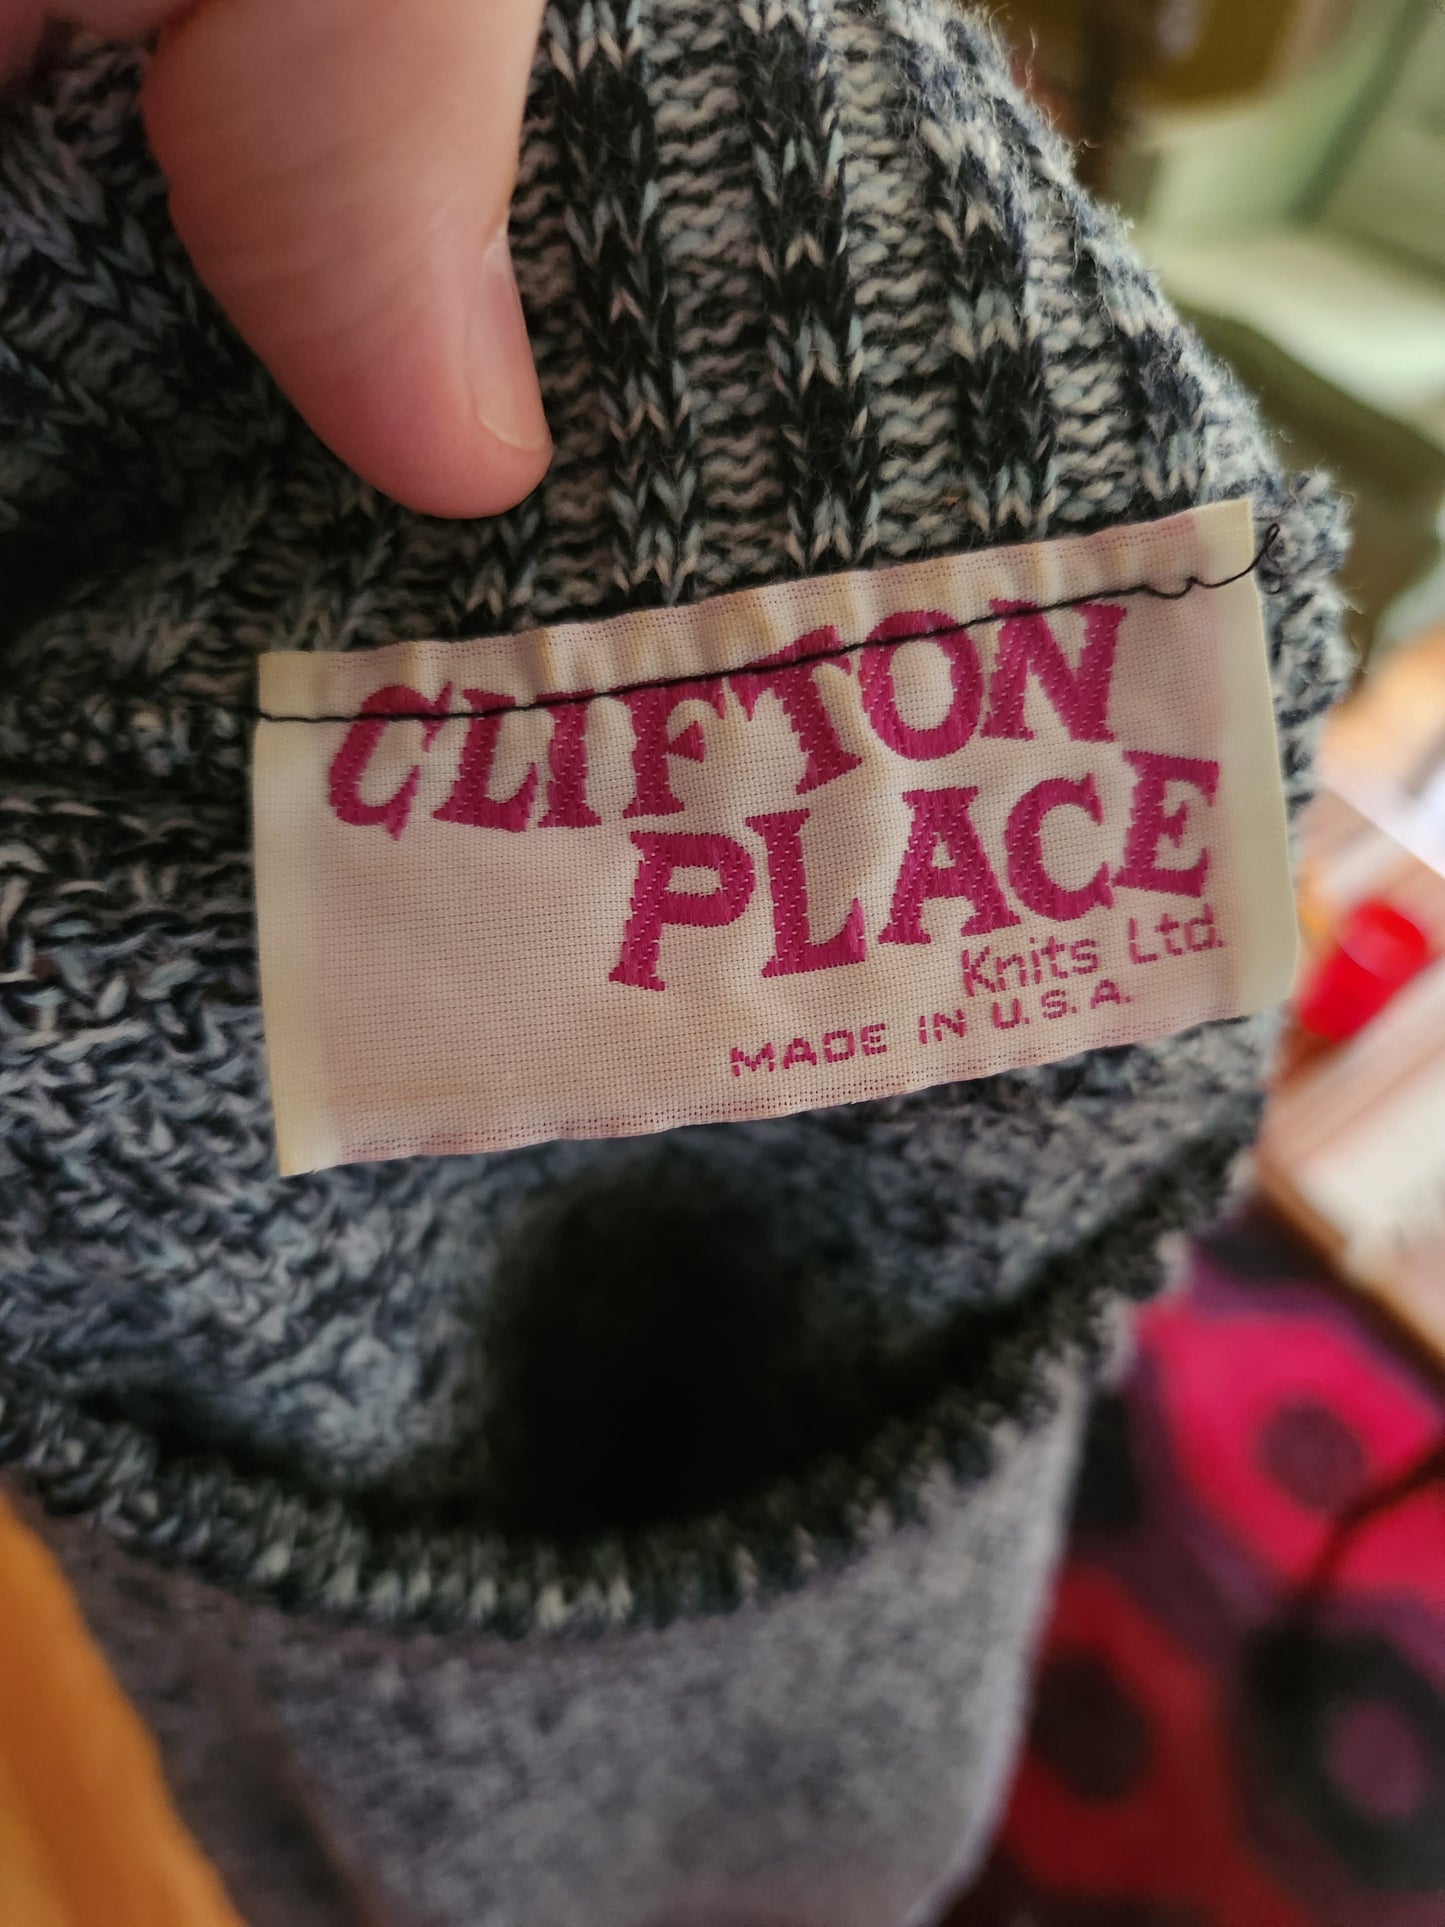 CLIFTON
PLACE
Knits Ltd.
MADE IN U.S.A.